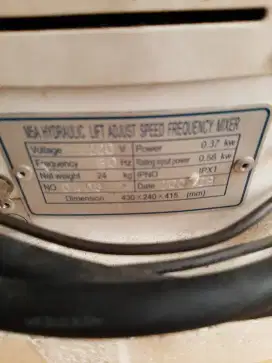 N5A HYDRAULIC LIFT ADJUST SPEED FREQUENCY MIXER
Voltage V Power 0.37 kw
Frequency Hz Rating input power 0.56 kw
Net weight 24 kg IPNO IPX1
NO Date
Dimension 430×240×415 (mm)